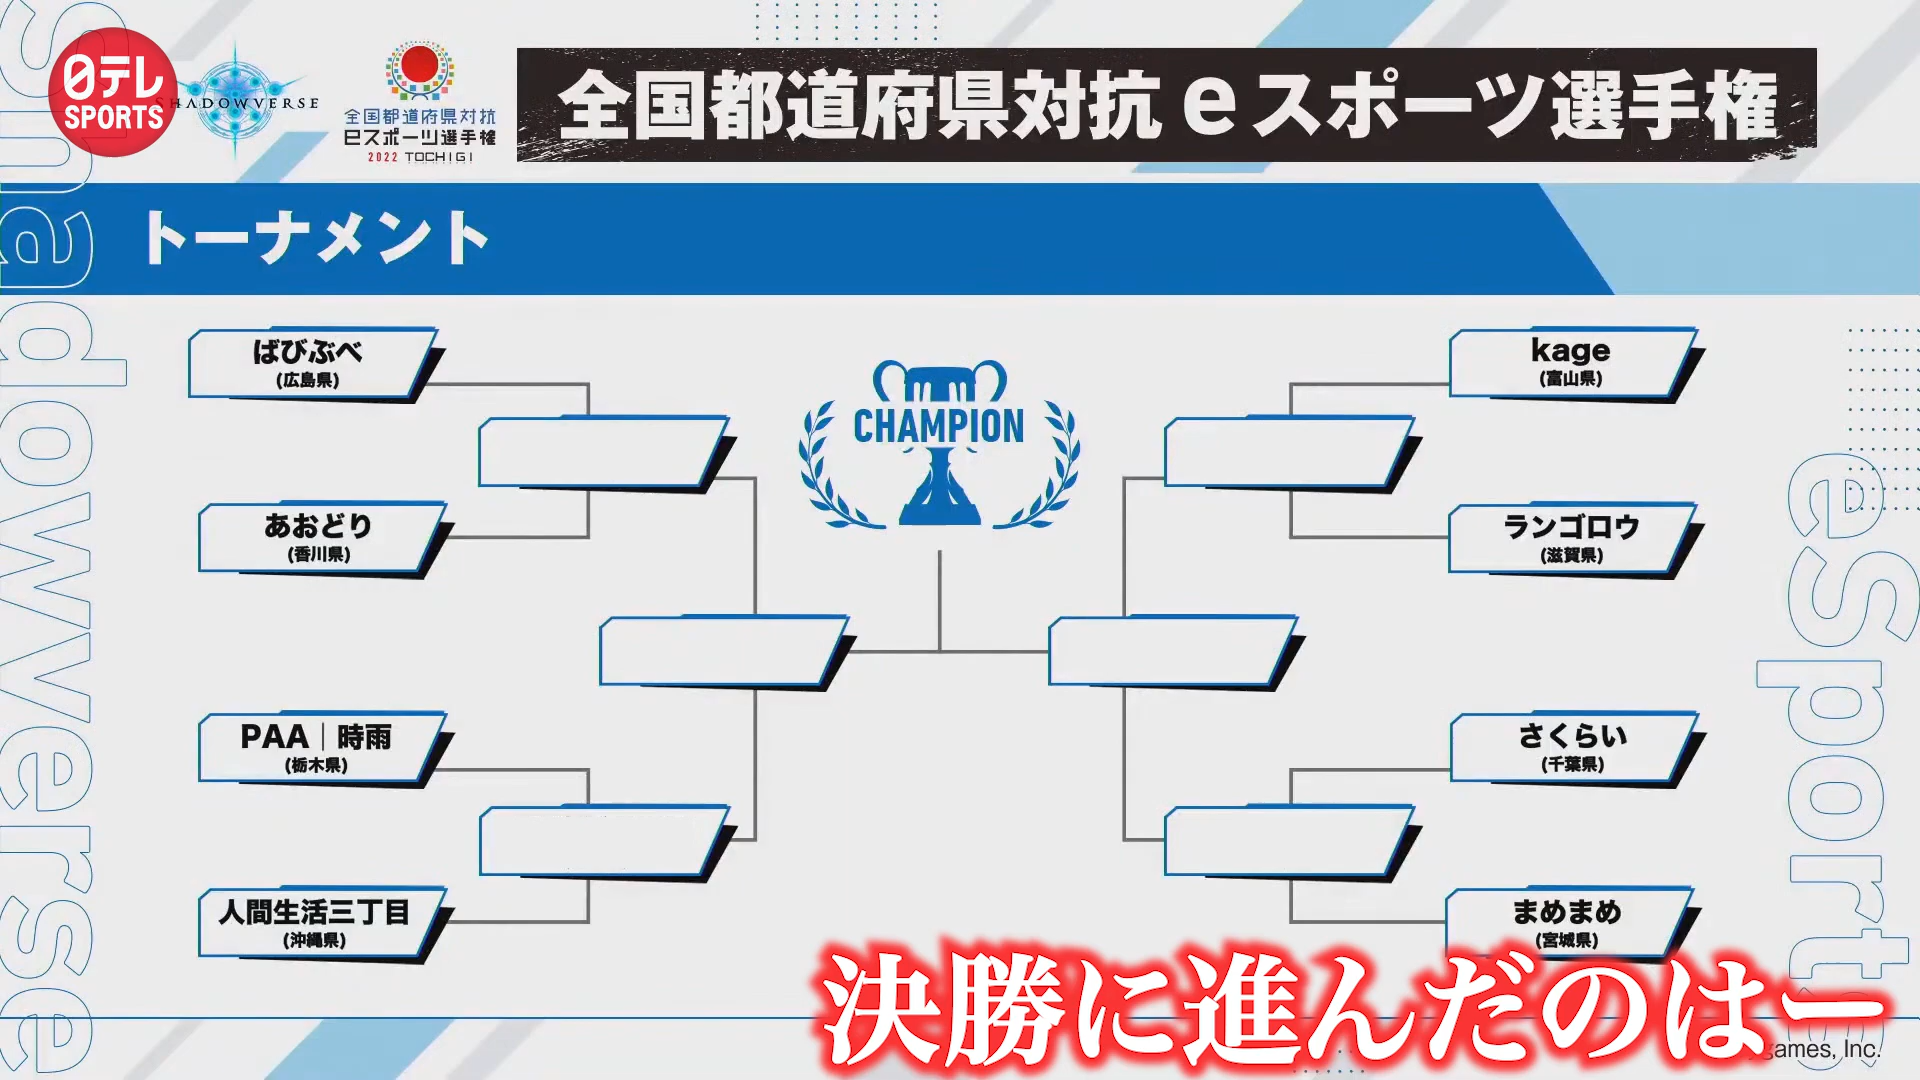 日テレ
SPORTS
SHADOWVERSE
全国都道府県対抗
eスポーツ選手権
2022 TOCHIGI
全国都道府県対抗 eスポーツ選手権
トーナメント
ばびぶべ
(広島県)
あおどり
(香川県)
PAA｜時雨
(栃木県)
人間生活三丁目
(沖縄県)
CHAMPION
kage
(富山県)
ランゴロウ
(滋賀県)
さくらい
(千葉県)
まめまめ
(宮城県)
Shadowverse
eSports
決勝に進んだのはー
games, Inc.